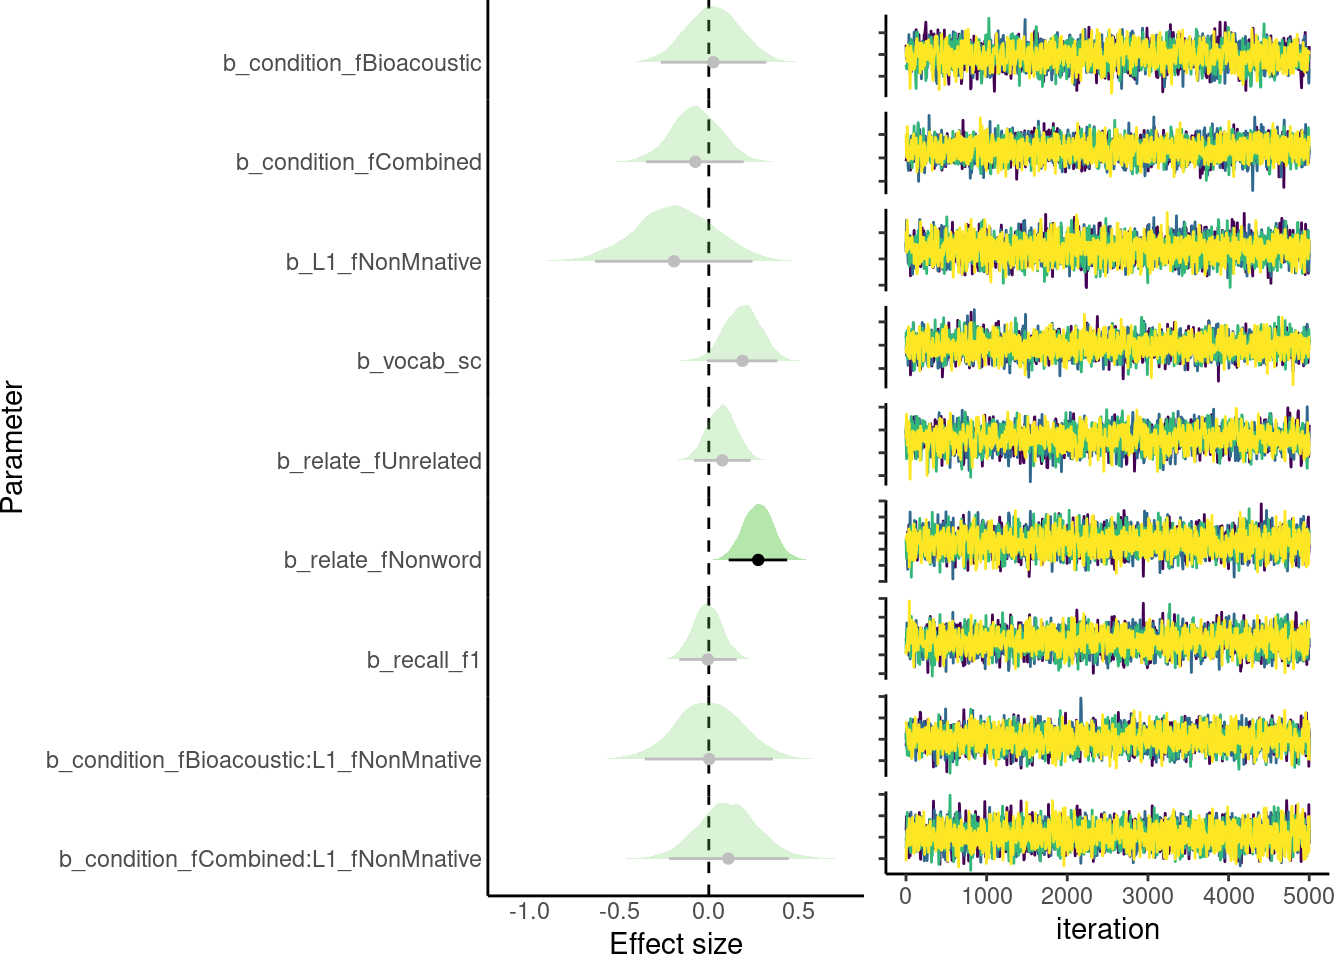 Parameter
b_condition_fBioacoustic
b_condition_fCombined
b_L1_fNonMnative
b_vocab_sc
b_relate_fUnrelated
b_relate_fNonword
b_recall_f1
b_condition_fBioacoustic:L1_fNonMnative
b_condition_fCombined:L1_fNonMnative
-1.0 -0.5 0.0 0.5
Effect size
0 1000 2000 3000 4000 5000
iteration